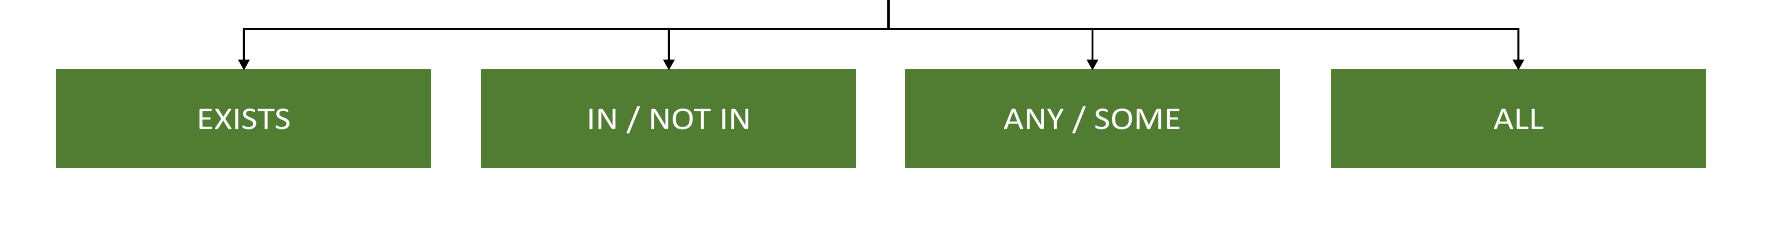 EXISTS
IN / NOT IN
ANY / SOME
ALL